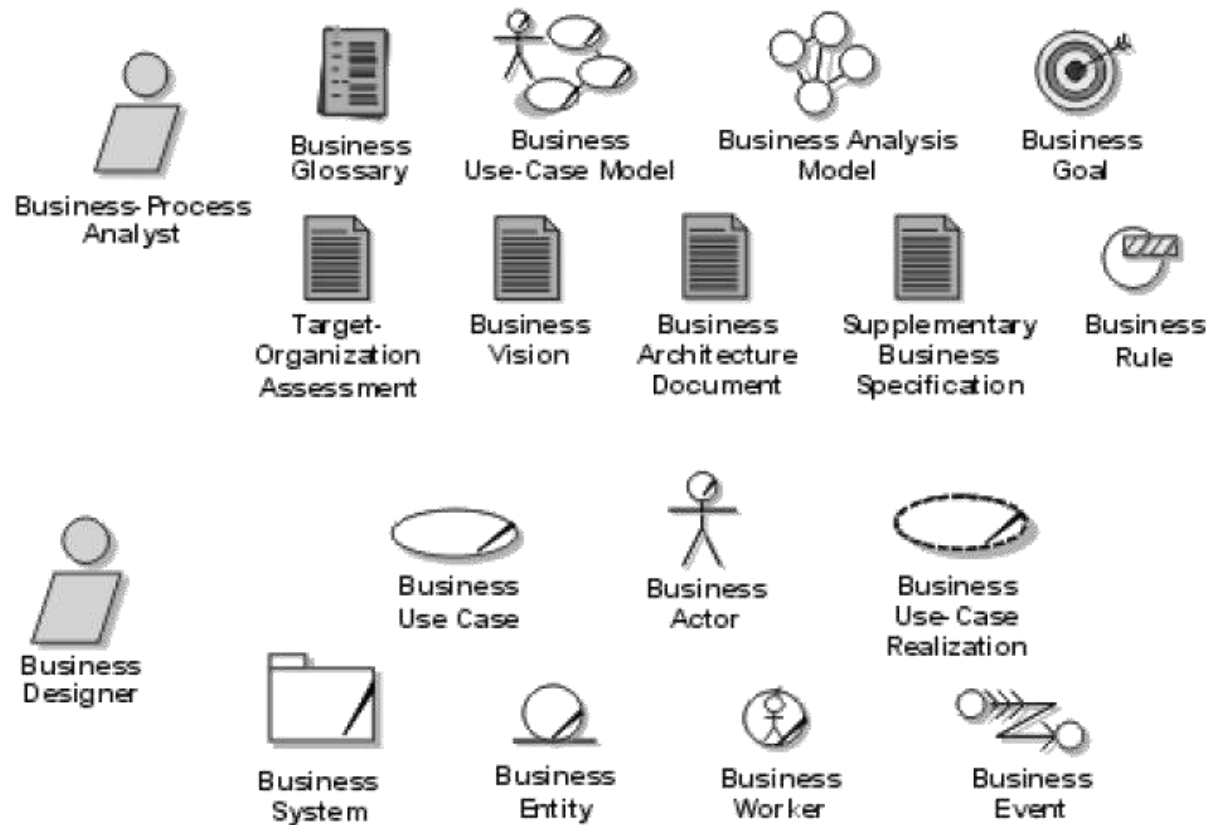 Business-Process
Analyst
Business
Glossary
Business
Use-Case Model
Business Analysis
Model
Business
Goal
Target-
Organization
Assessment
Business
Vision
Business
Architecture
Document
Supplementary
Business
Specification
Business
Rule
Business
Designer
Business
Use Case
Business
Actor
Business
Use-Case
Realization
Business
System
Business
Entity
Business
Worker
Business
Event